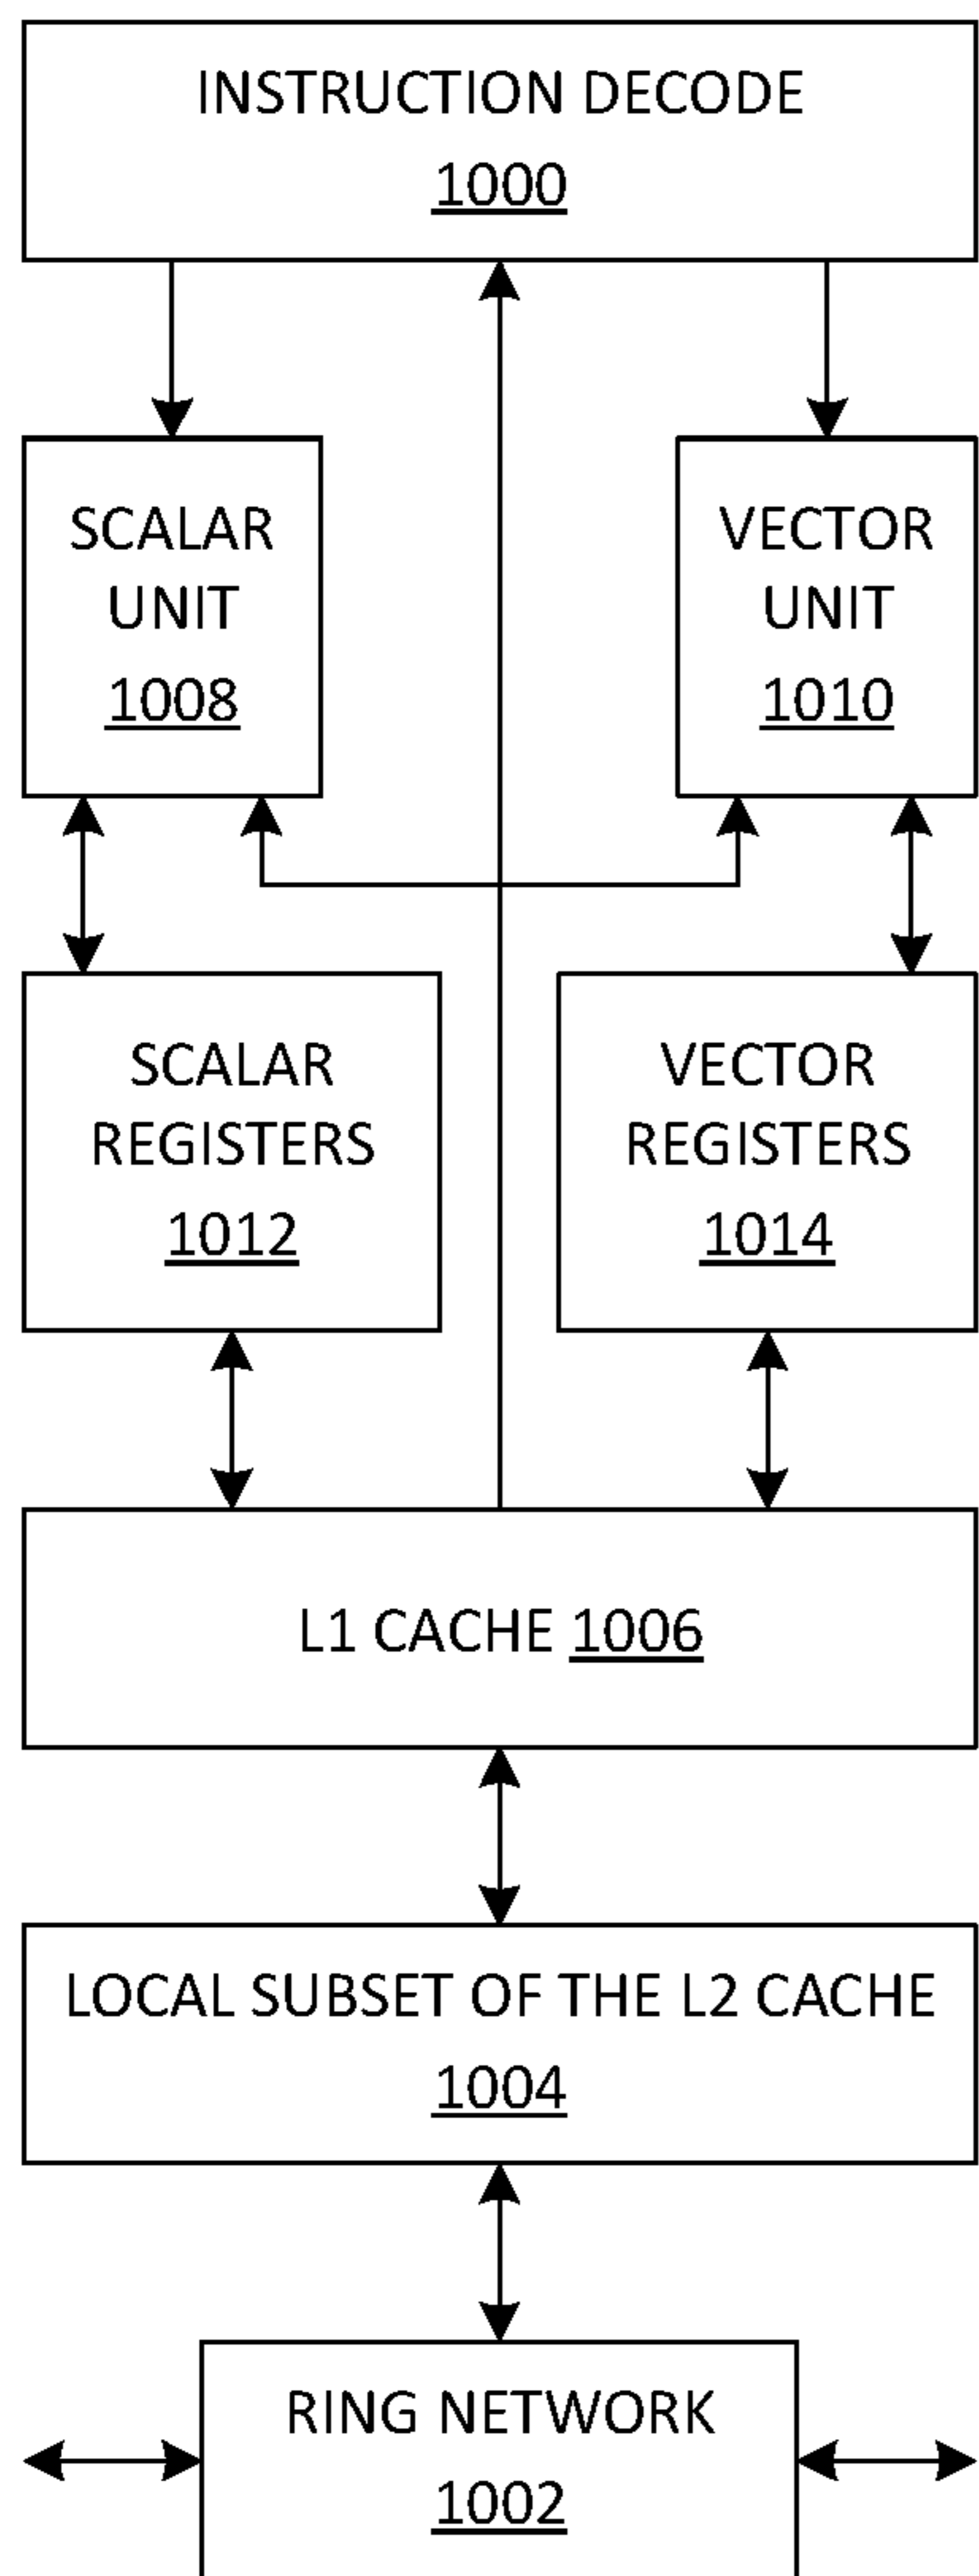 INSTRUCTION DECODE
1000
SCALAR
UNIT
1008
VECTOR
UNIT
1010
SCALAR
REGISTERS
1012
VECTOR
REGISTERS
1014
L1 CACHE 1006
LOCAL SUBSET OF THE L2 CACHE
1004
RING NETWORK
1002